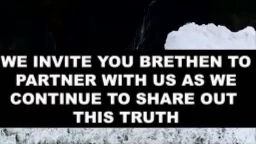 WE INVITE YOU BRETHEN TO
PARTNER WITH US AS WE
CONTINUE TO SHARE OUT
THIS TRUTH